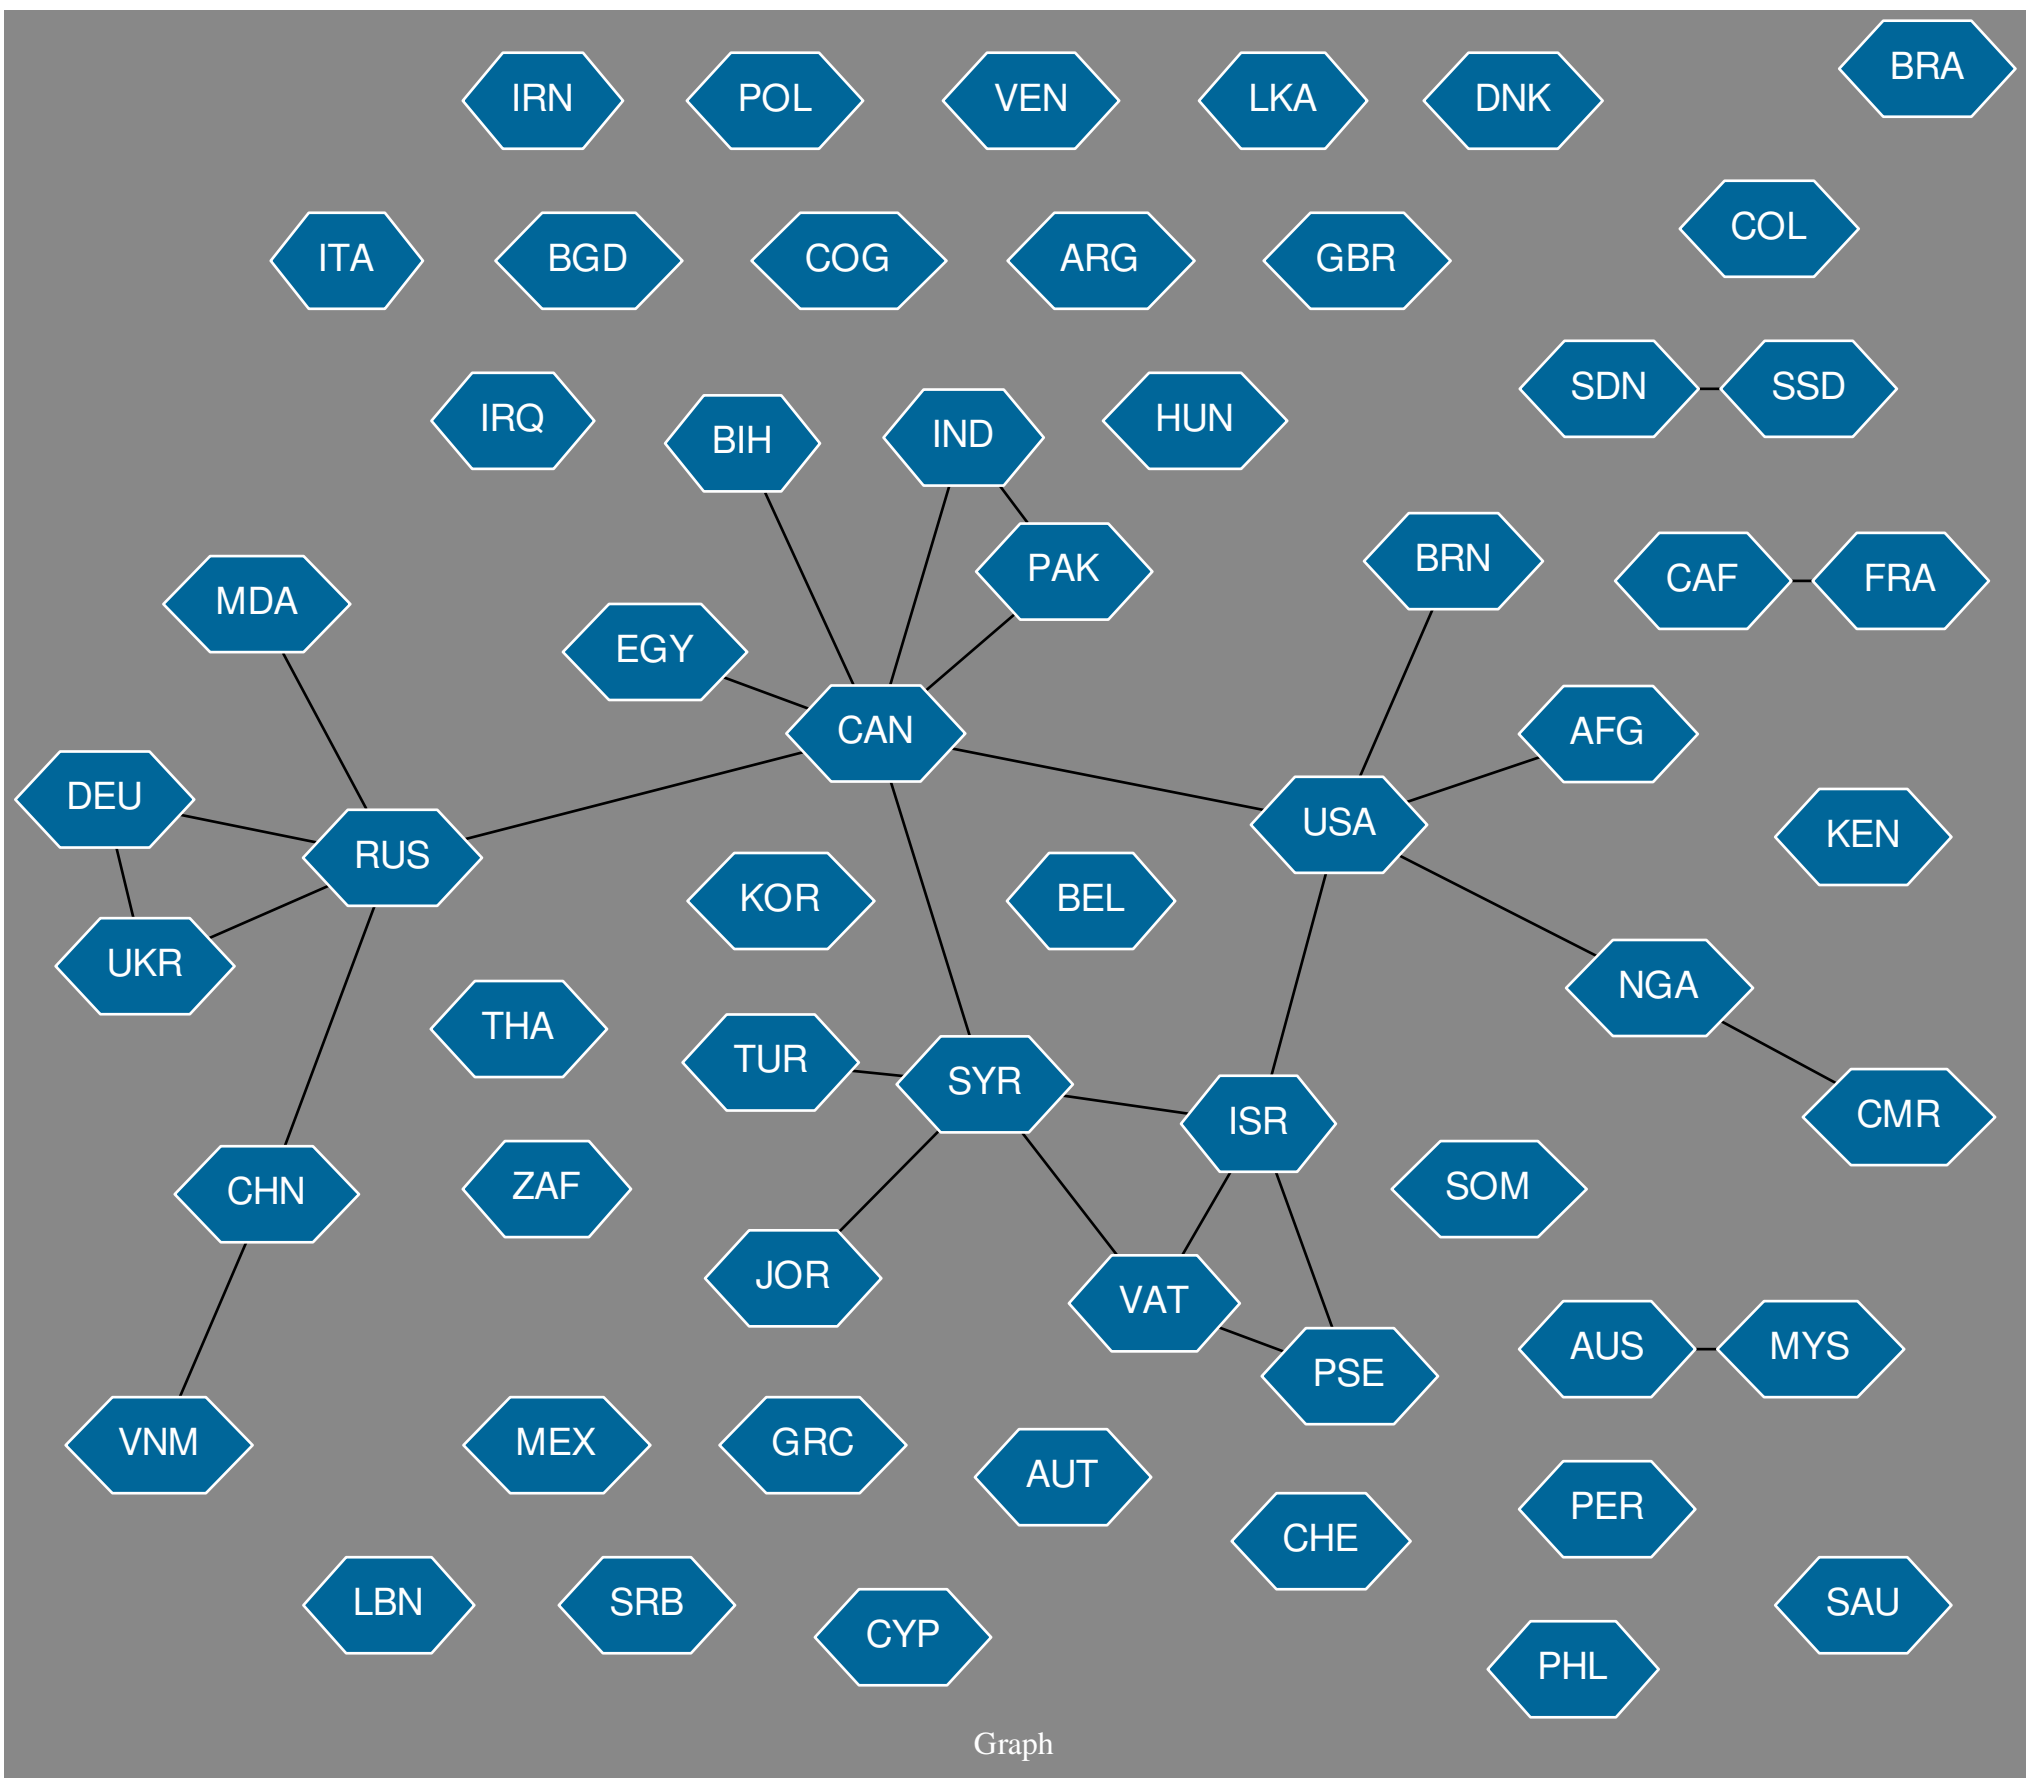 BRA
IRN POL VEN LKA DNK
COL
ITA BGD COG ARG GBR
SDN SSD
IRQ BIH IND HUN
BRN
PAK
CAF FRA
MDA
EGY
CAN AFG
DEU
USA
KEN
RUS
KOR BEL
UKR
NGA
THA
TUR
SYR
CMR
ISR
CHN ZAF SOM
JOR
VAT
AUS MYS
PSE
VNM MEX GRC
AUT
PER
CHE
LBN SRB SAU
CYP
PHL
Graph